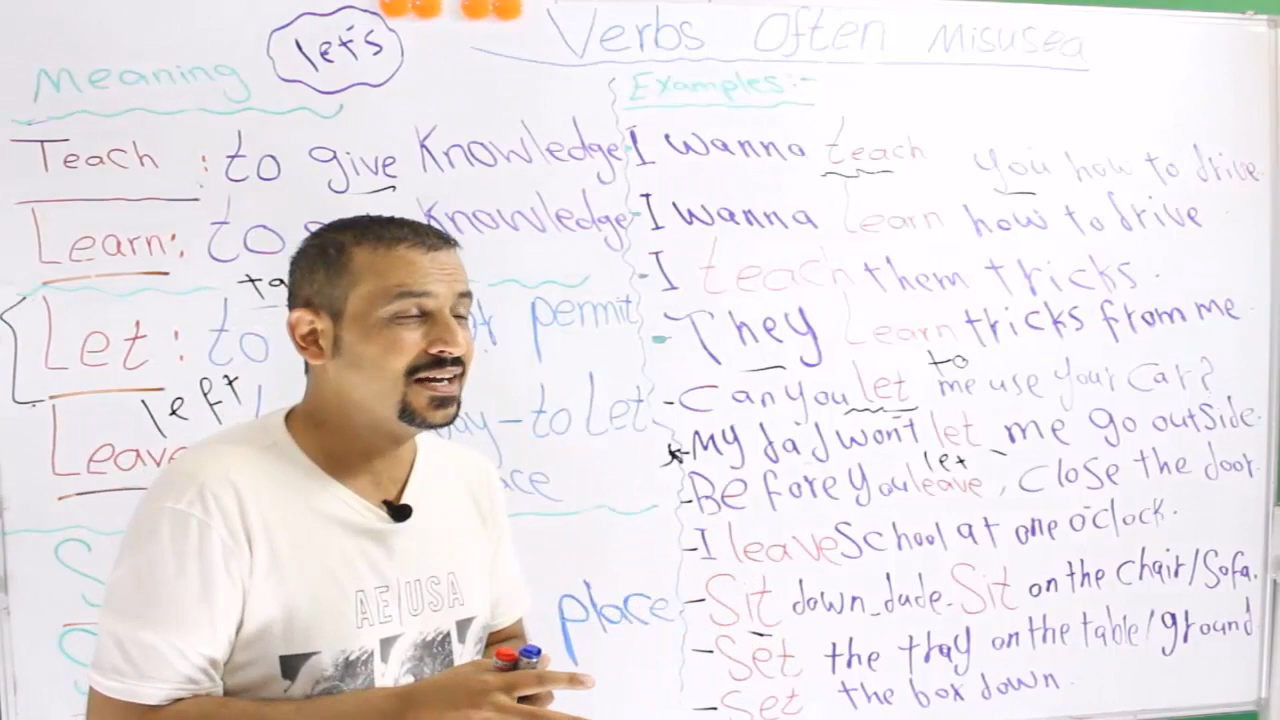 let's
Verbs Often Misused
Meaning
Examples:-
Teach : to give Knowledge
Learn: to Knowledge
Let : to permit
left
Leave to Let
place
I wanna teach you how to drive.
I wanna Learn how to drive
-I teach them tricks.
- They Learn tricks from me.
to
-Can you let me use your Car?
-My dad won't let me go outside.
let
-Before you leave, Close the door.
-I leave School at one o'clock.
-Sit down dude. Sit on the chair/Sofa.
-Set the tray on the table/ground
-Set the box down.
AE/USA